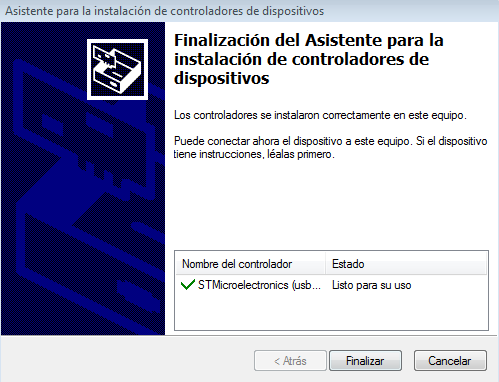 Asistente para la instalación de controladores de dispositivos
Finalización del Asistente para la
instalación de controladores de
dispositivos
Los controladores se instalaron correctamente en este equipo.
Puede conectar ahora el dispositivo a este equipo. Si el dispositivo
tiene instrucciones, léalas primero.
Nombre del controlador Estado
STMicroelectronics (usb... Listo para su uso
< Atrás Finalizar Cancelar